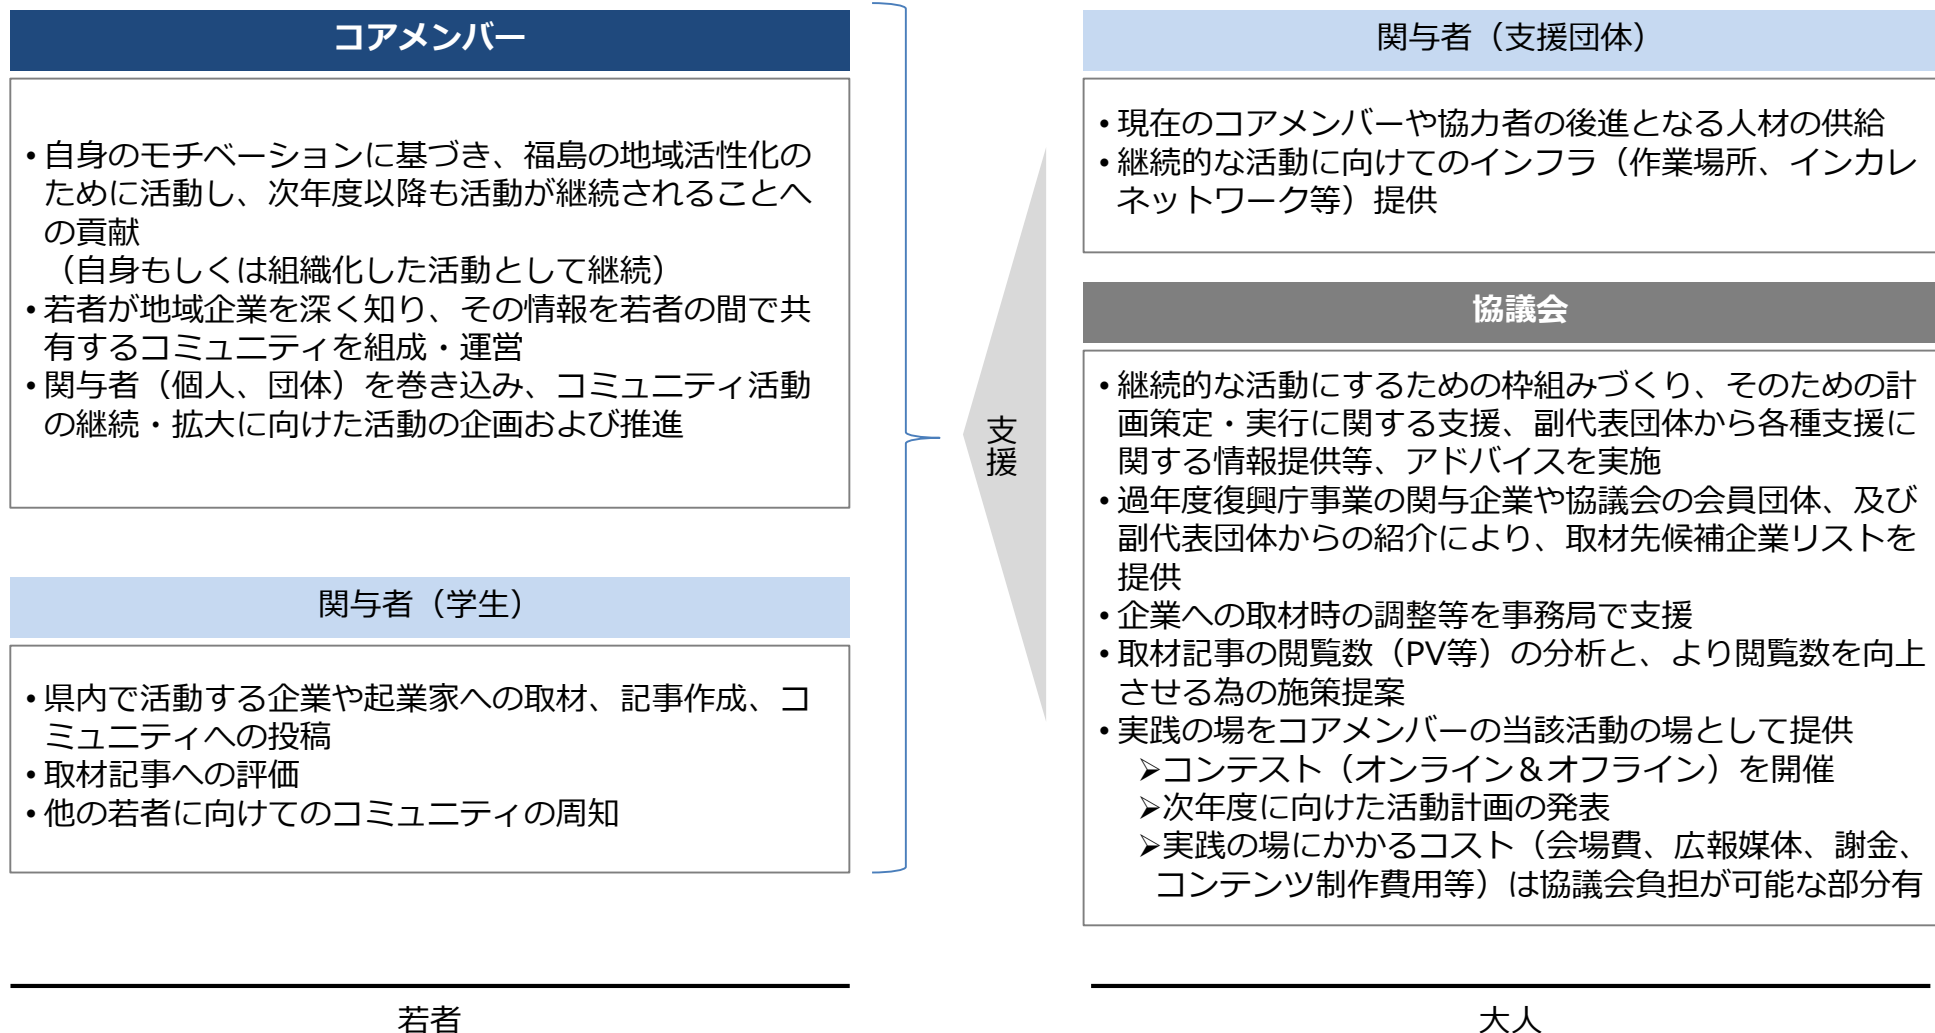 コアメンバー
• 自身のモチベーションに基づき、福島の地域活性化の
ために活動し、次年度以降も活動が継続されることへ
の貢献
（自身もしくは組織化した活動として継続）
• 若者が地域企業を深く知り、その情報を若者の間で共
有するコミュニティを組成・運営
• 関与者（個人、団体）を巻き込み、コミュニティ活動
の継続・拡大に向けた活動の企画および推進
関与者（学生）
• 県内で活動する企業や起業家への取材、記事作成、コ
ミュニティへの投稿
• 取材記事への評価
• 他の若者に向けてのコミュニティの周知
若者
支援
関与者（支援団体）
• 現在のコアメンバーや協力者の後進となる人材の供給
• 継続的な活動に向けてのインフラ（作業場所、インカレ
ネットワーク等）提供
協議会
• 継続的な活動にするための枠組みづくり、そのための計
画策定・実行に関する支援、副代表団体から各種支援に
関する情報提供等、アドバイスを実施
• 過年度復興庁事業の関与企業や協議会の会員団体、及び
副代表団体からの紹介により、取材先候補企業リストを
提供
• 企業への取材時の調整等を事務局で支援
• 取材記事の閲覧数（PV等）の分析と、より閲覧数を向上
させる為の施策提案
• 実践の場をコアメンバーの当該活動の場として提供
➢コンテスト（オンライン＆オフライン）を開催
➢次年度に向けた活動計画の発表
➢実践の場にかかるコスト（会場費、広報媒体、謝金、
コンテンツ制作費用等）は協議会負担が可能な部分有
大人